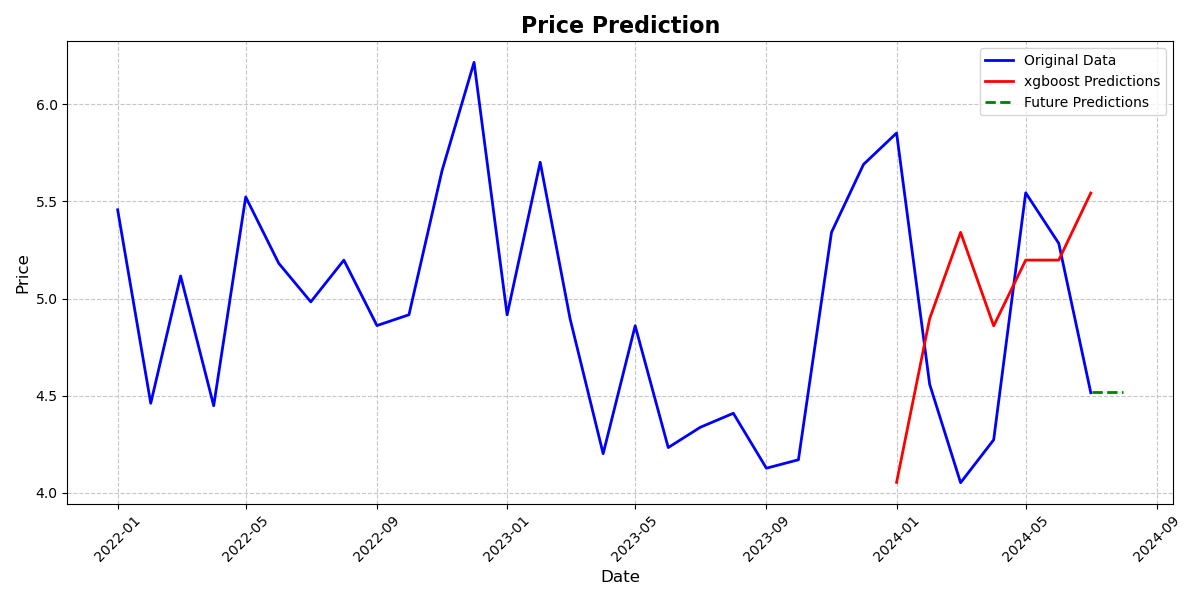 Price Prediction
Original Data
xgboost Predictions
Future Predictions
Price
6.0
5.5
5.0
4.5
4.0
2022-01
2022-05
2022-09
2023-01
2023-05
2023-09
2024-01
2024-05
2024-09
Date